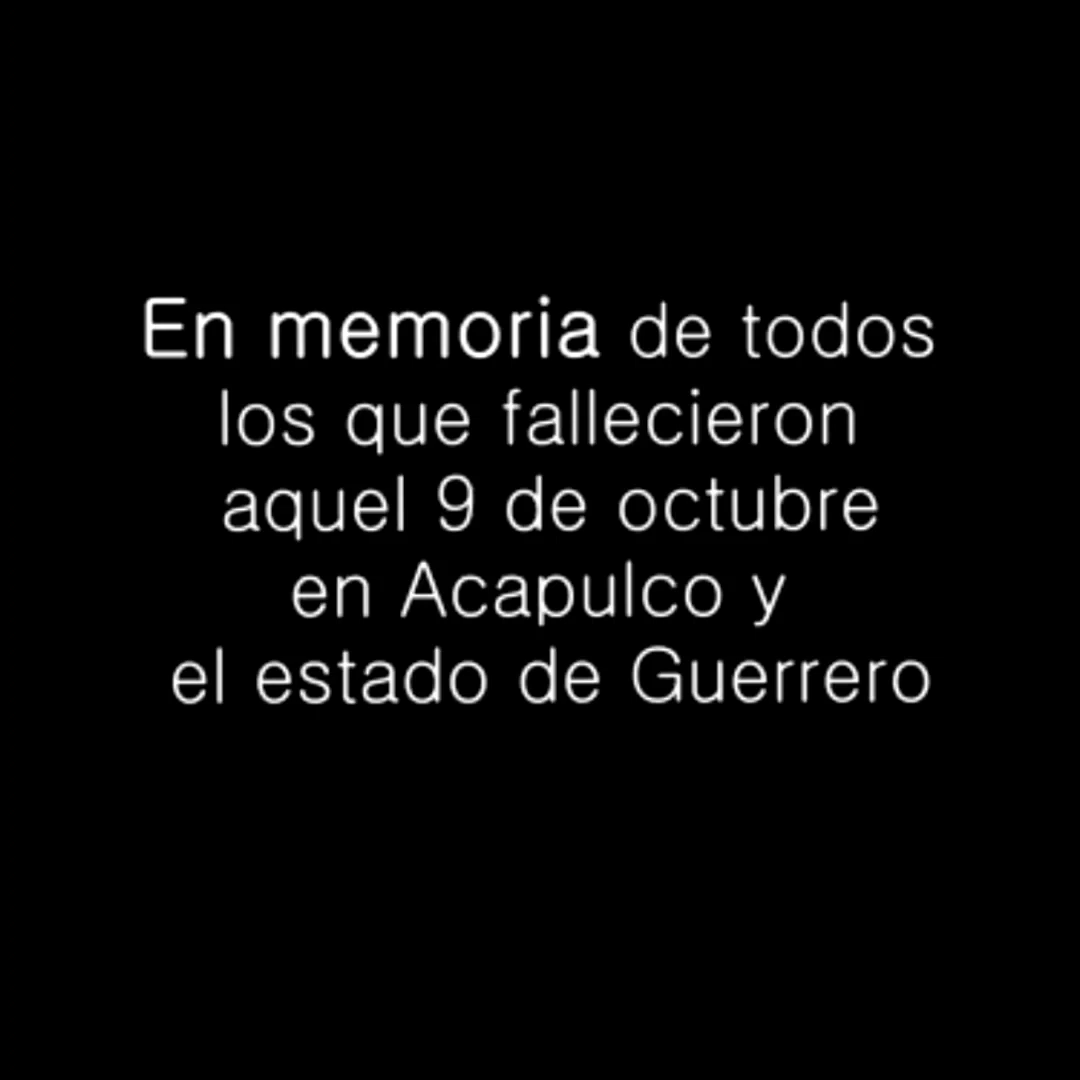 En memoria de todos
los que fallecieron
aquel 9 de octubre
en Acapulco y
el estado de Guerrero